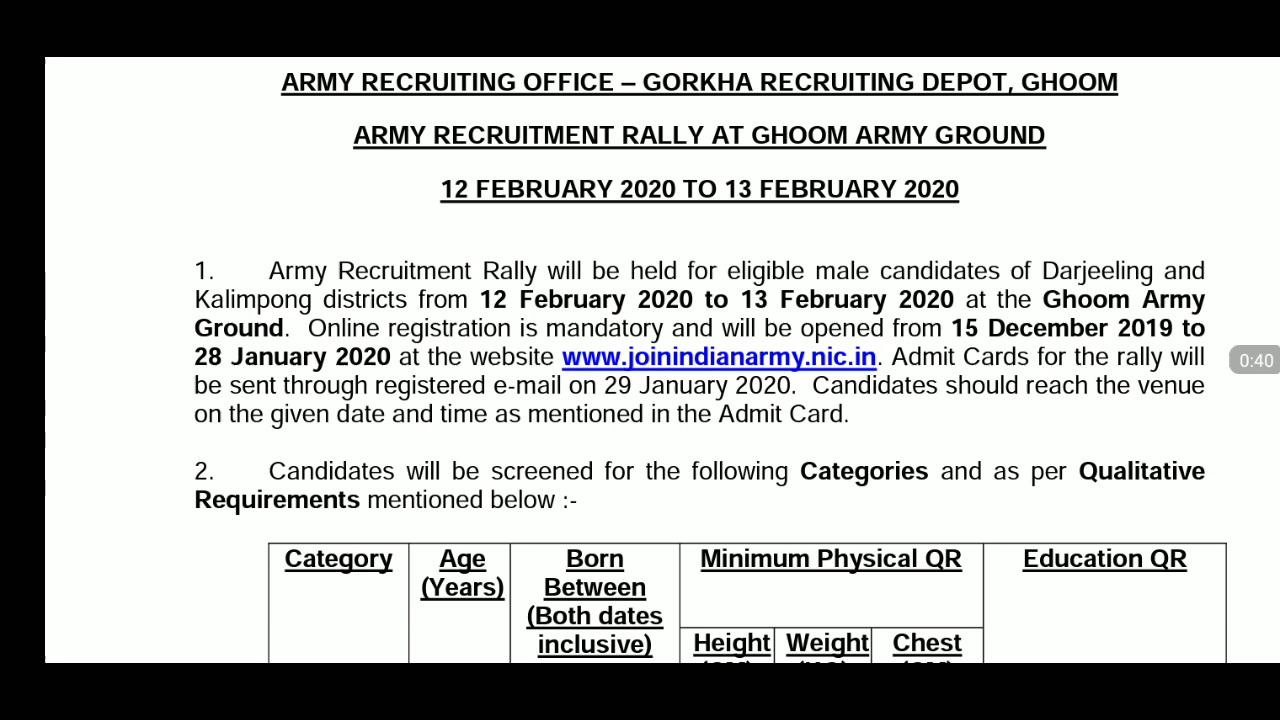 ARMY RECRUITING OFFICE – GORKHA RECRUITING DEPOT, GHOOM
ARMY RECRUITMENT RALLY AT GHOOM ARMY GROUND
12 FEBRUARY 2020 TO 13 FEBRUARY 2020
1. Army Recruitment Rally will be held for eligible male candidates of Darjeeling and
Kalimpong districts from 12 February 2020 to 13 February 2020 at the Ghoom Army
Ground. Online registration is mandatory and will be opened from 15 December 2019 to
28 January 2020 at the website www.joinindianarmy.nic.in. Admit Cards for the rally will
be sent through registered e-mail on 29 January 2020. Candidates should reach the venue
on the given date and time as mentioned in the Admit Card.
0:40
2. Candidates will be screened for the following Categories and as per Qualitative
Requirements mentioned below :-
Category Age Born Minimum Physical QR Education QR
(Years) Between
(Both dates
inclusive) Height Weight Chest